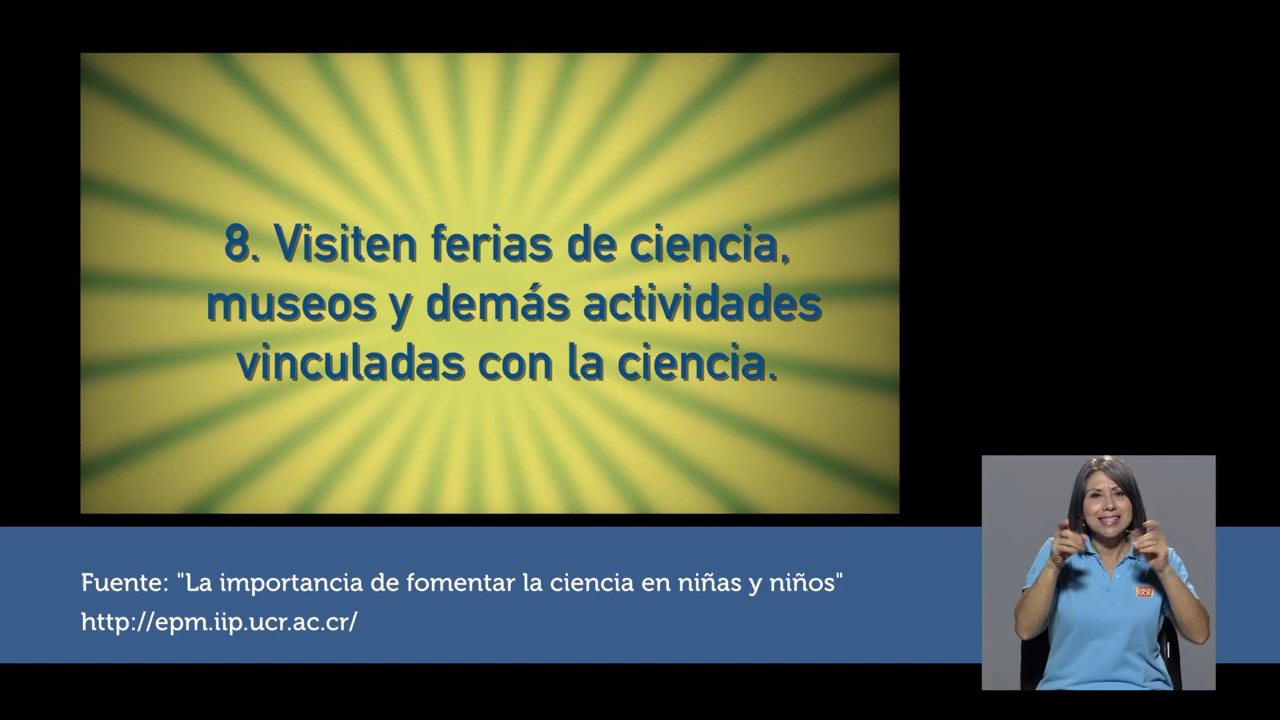 8. Visiten ferias de ciencia,
museos y demás actividades
vinculadas con la ciencia.
Fuente: "La importancia de fomentar la ciencia en niñas y niños"
http://epm.iip.ucr.ac.cr/